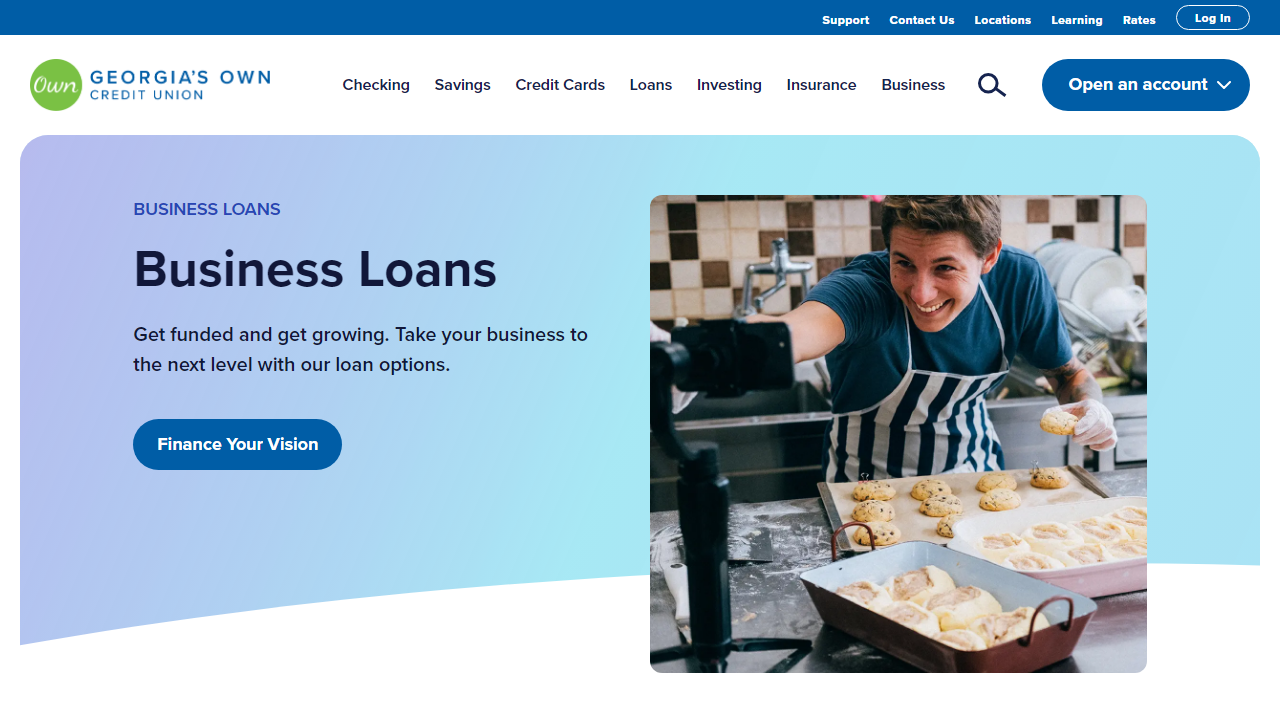 Support Contact Us Locations Learning Rates Log In
Own GEORGIA'S OWN
CREDIT UNION
Checking Savings Credit Cards Loans Investing Insurance Business Open an account
BUSINESS LOANS
Business Loans
Get funded and get growing. Take your business to
the next level with our loan options.
Finance Your Vision